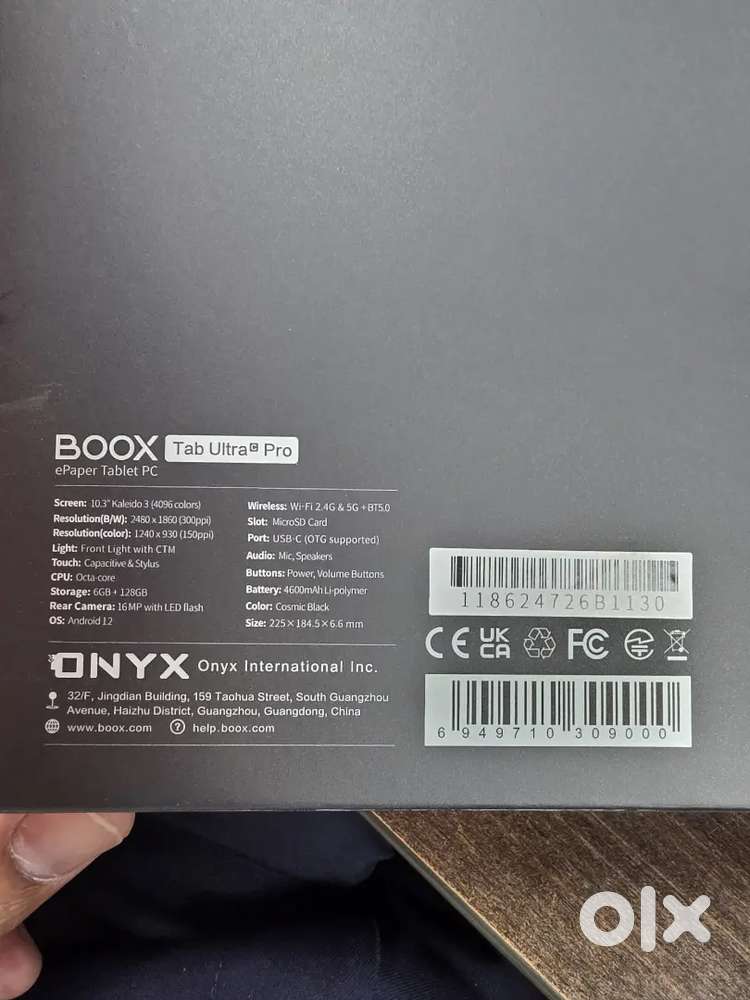 BOOX Tab Ultra C Pro
ePaper Tablet PC
Screen: 10.3" Kaleido 3 (4096 colors)
Resolution(B/W): 2480 x 1860 (300ppi)
Resolution(color): 1240 x 930 (150ppi)
Light: Front Light with CTM
Touch: Capacitive & Stylus
CPU: Octa-core
Storage: 6GB + 128GB
Rear Camera: 16MP with LED flash
OS: Android 12
Wireless: Wi-Fi 2.4G & 5G + BT5.0
Slot: MicroSD Card
Port: USB-C (OTG supported)
Audio: Mic, Speakers
Buttons: Power, Volume Buttons
Battery: 4600mAh Li-polymer
Color: Cosmic Black
Size: 225 × 184.5 × 6.6 mm
ONYX Onyx International Inc.
32/F, Jingdian Building, 159 Taohua Street, South Guangzhou
Avenue, Haizhu District, Guangzhou, Guangdong, China
www.boox.com ? help.boox.com
118624726B1130
CE UK CA FC
6 949710 309000
olx